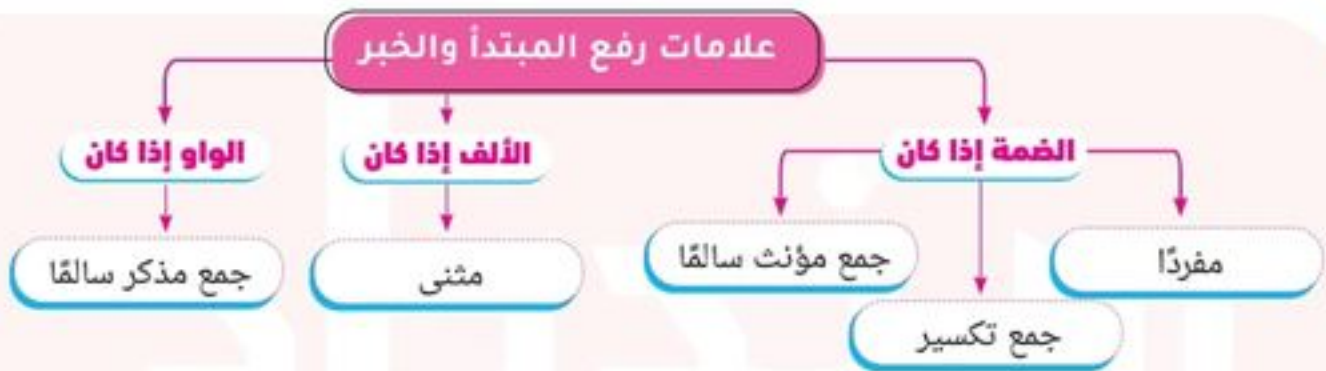 علامات رفع المبتدأ والخبر
الضمة إذا كان
الألف إذا كان
الواو إذا كان
مفردًا
جمع تكسير
جمع مؤنث سالمًا
مثنى
جمع مذكر سالمًا